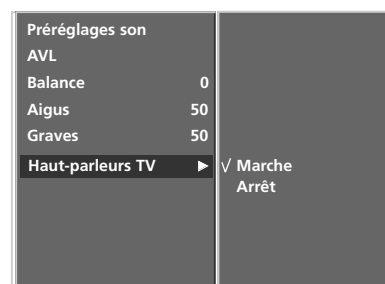 Préréglages son
AVL
Balance 0
Aigus 50
Graves 50
Haut-parleurs TV ▶ √ Marche
Arrêt